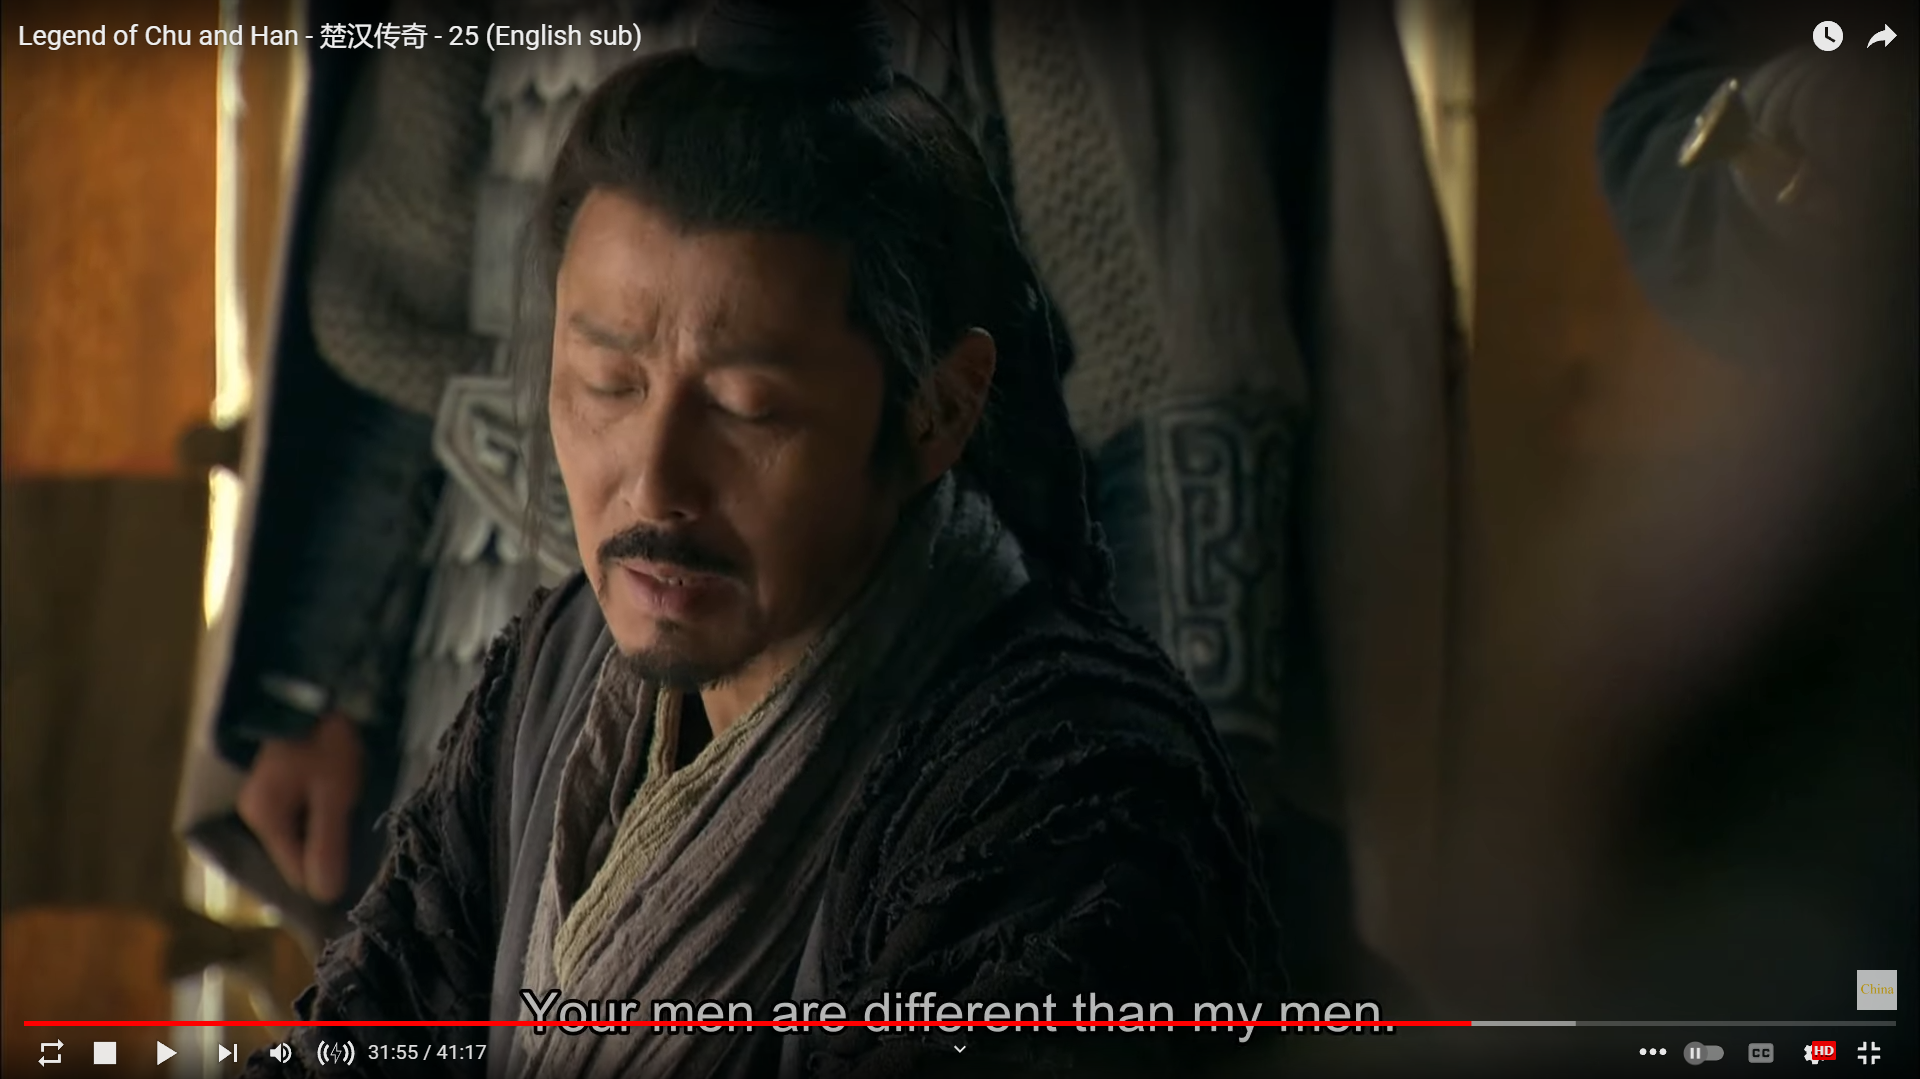 Legend of Chu and Han - 楚汉传奇 - 25 (English sub)
Your men are different than my men.
China
31:55 / 41:17
CC
HD